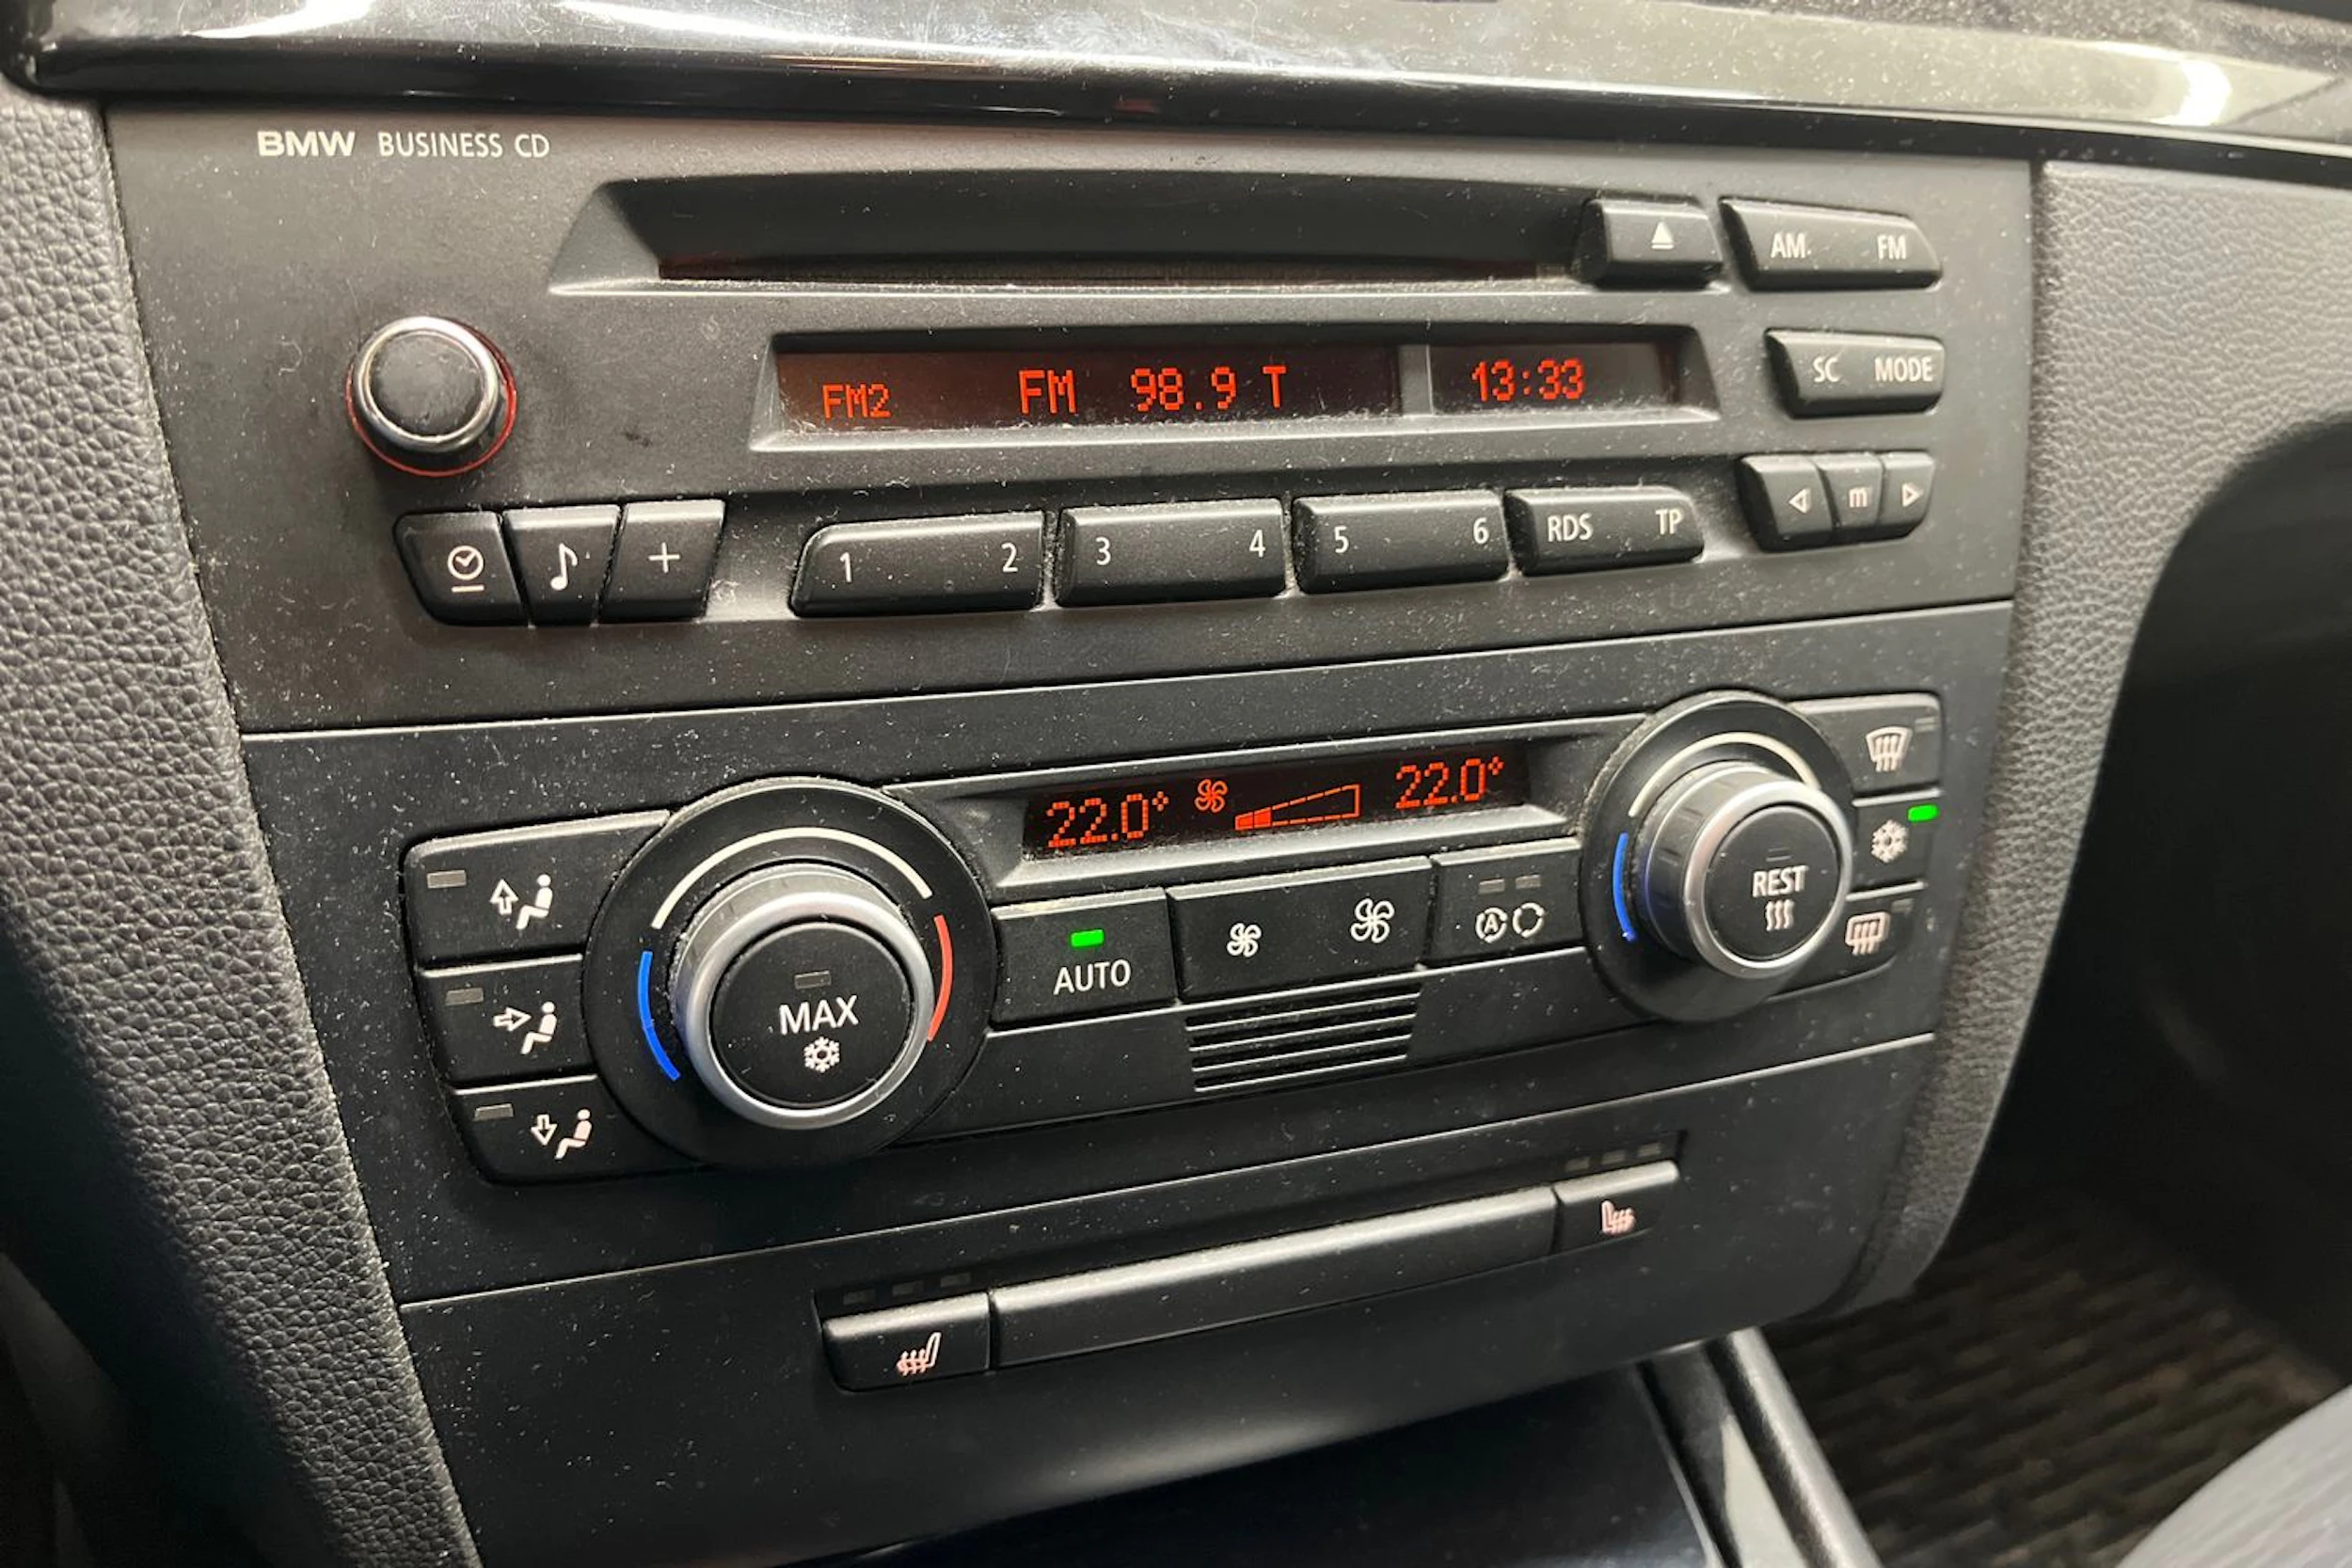 BMW BUSINESS CD
AM FM
FM2 FM 98.9 T 13:33
SC MODE
1 2 3 4 5 6 RDS TP m
22.0° 22.0°
REST
A
AUTO
MAX